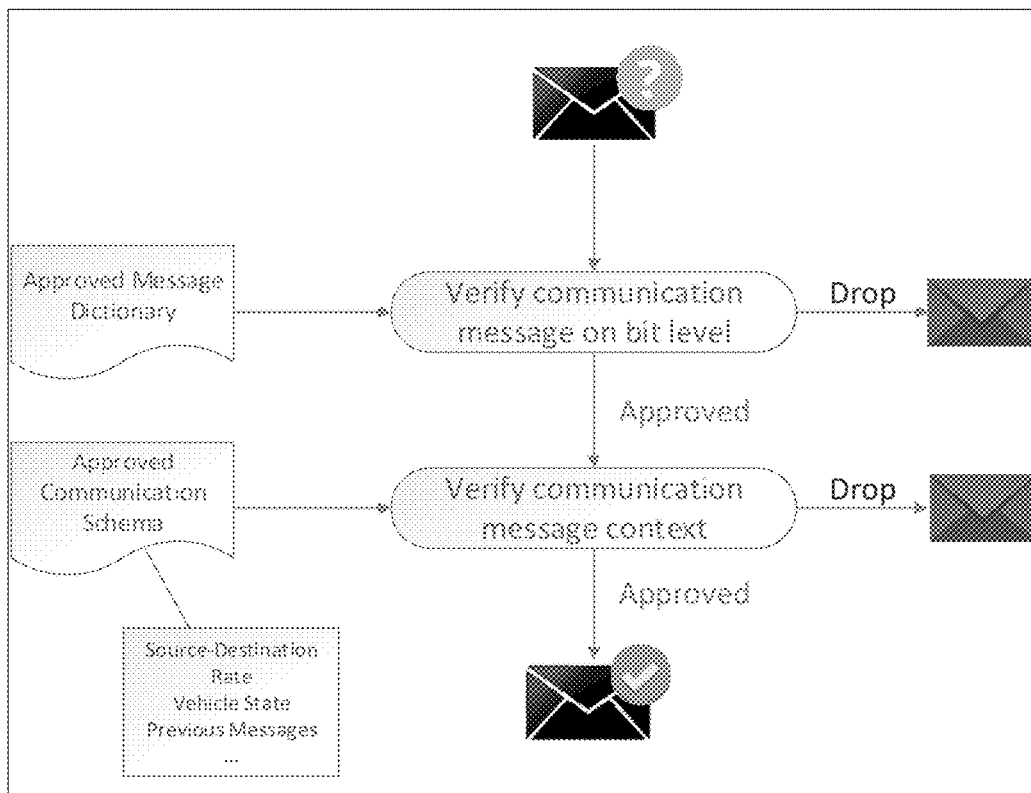 ?
Approved Message
Dictionary
Verify communication
message on bit level
Drop
Approved
Approved
Communication
Schema
Verify communication
message context
Drop
Approved
Source-Destination
Rate
Vehicle State
Previous Messages
...